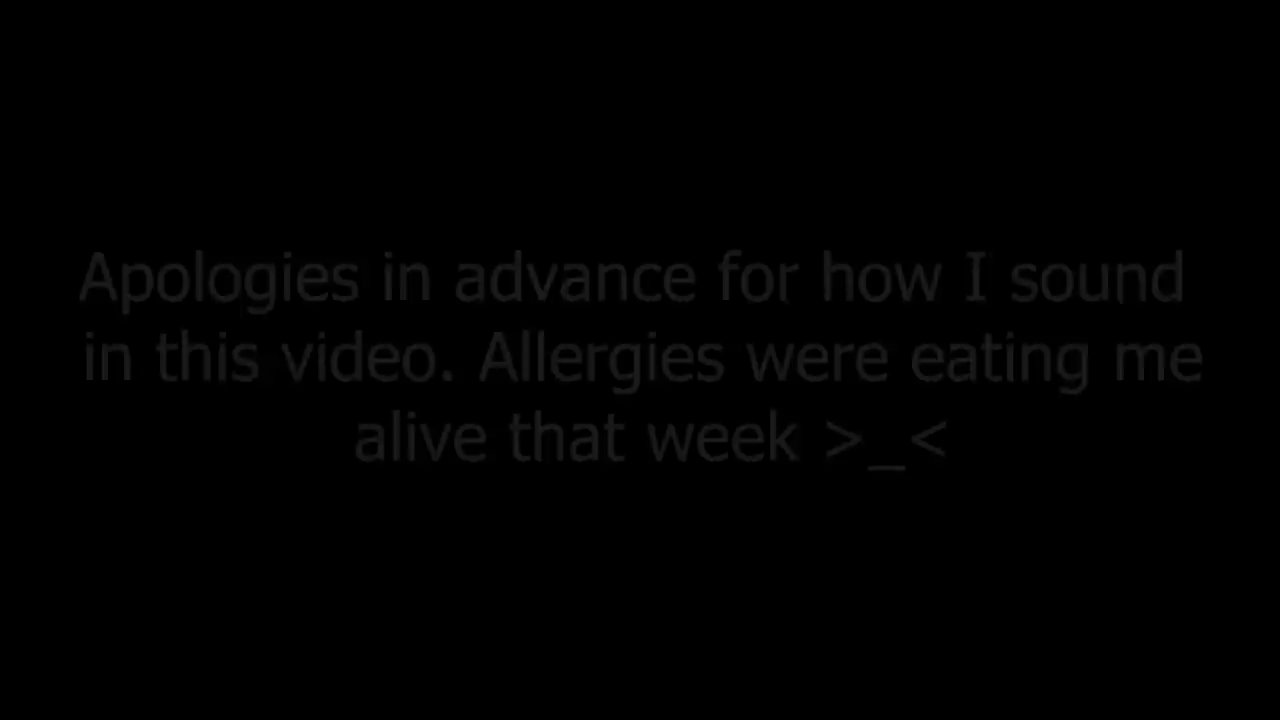 Apologies in advance for how I sound
in this video. Allergies were eating me
alive that week >_<